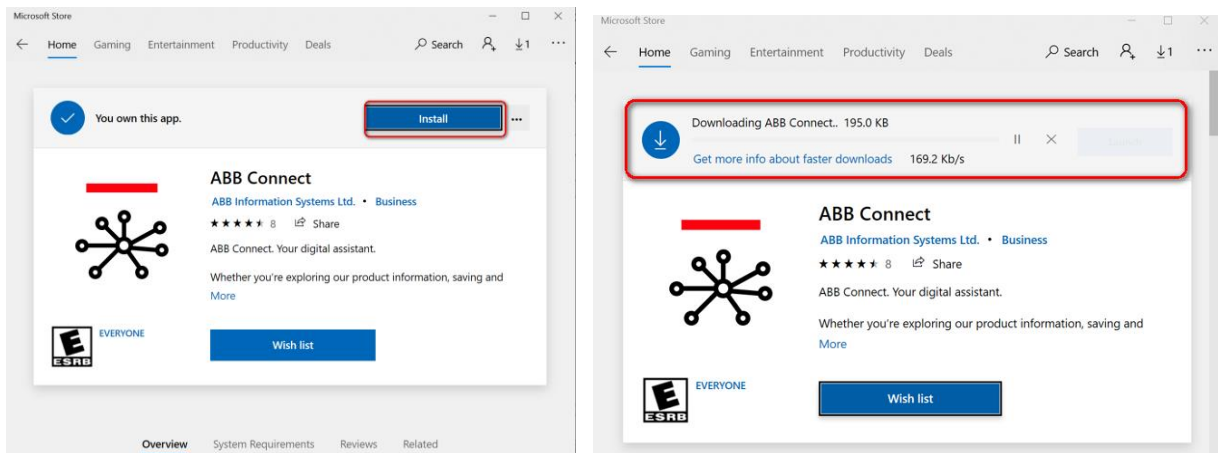 Microsoft Store
Home Gaming Entertainment Productivity Deals Search 1
You own this app.
Install
ABB Connect
ABB Information Systems Ltd. • Business
8 Share
ABB Connect. Your digital assistant.
Whether you're exploring our product information, saving and
More
E
ESRB
EVERYONE
Wish list
Overview System Requirements Reviews Related
Microsoft Store
Home Gaming Entertainment Productivity Deals Search 1
Downloading ABB Connect.. 195.0 KB
Get more info about faster downloads 169.2 Kb/s
ABB Connect
ABB Information Systems Ltd. • Business
8 Share
ABB Connect. Your digital assistant.
Whether you're exploring our product information, saving and
More
E
ESRB
EVERYONE
Wish list